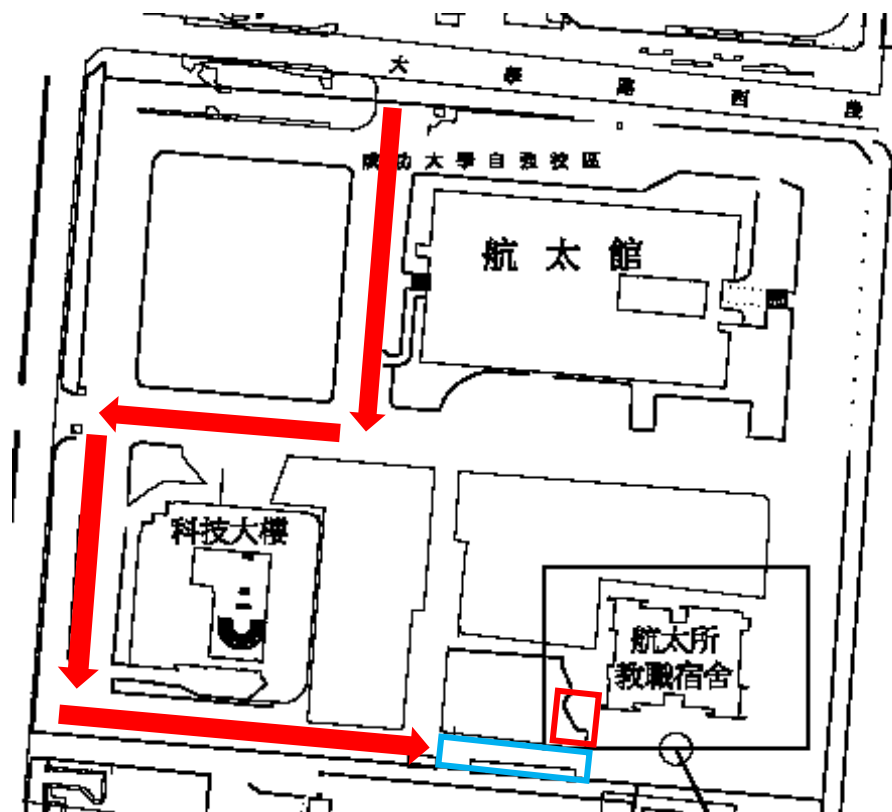 大學路西段
成功大學自強校區
航太館
科技大樓
航太所
教職宿舍